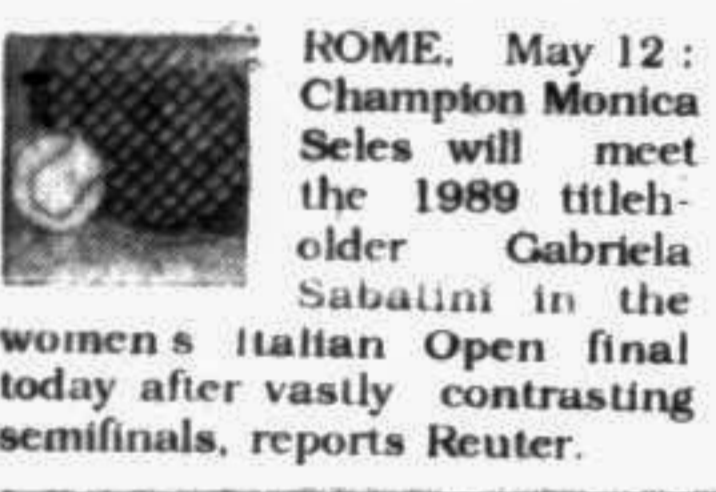 ROME, May 12 :
Champion Monica
Seles will meet
the 1989 titleh-
older Gabriela
Sabatini in the
women s Italian Open final
today after vastly contrasting
semifinals, reports Reuter.